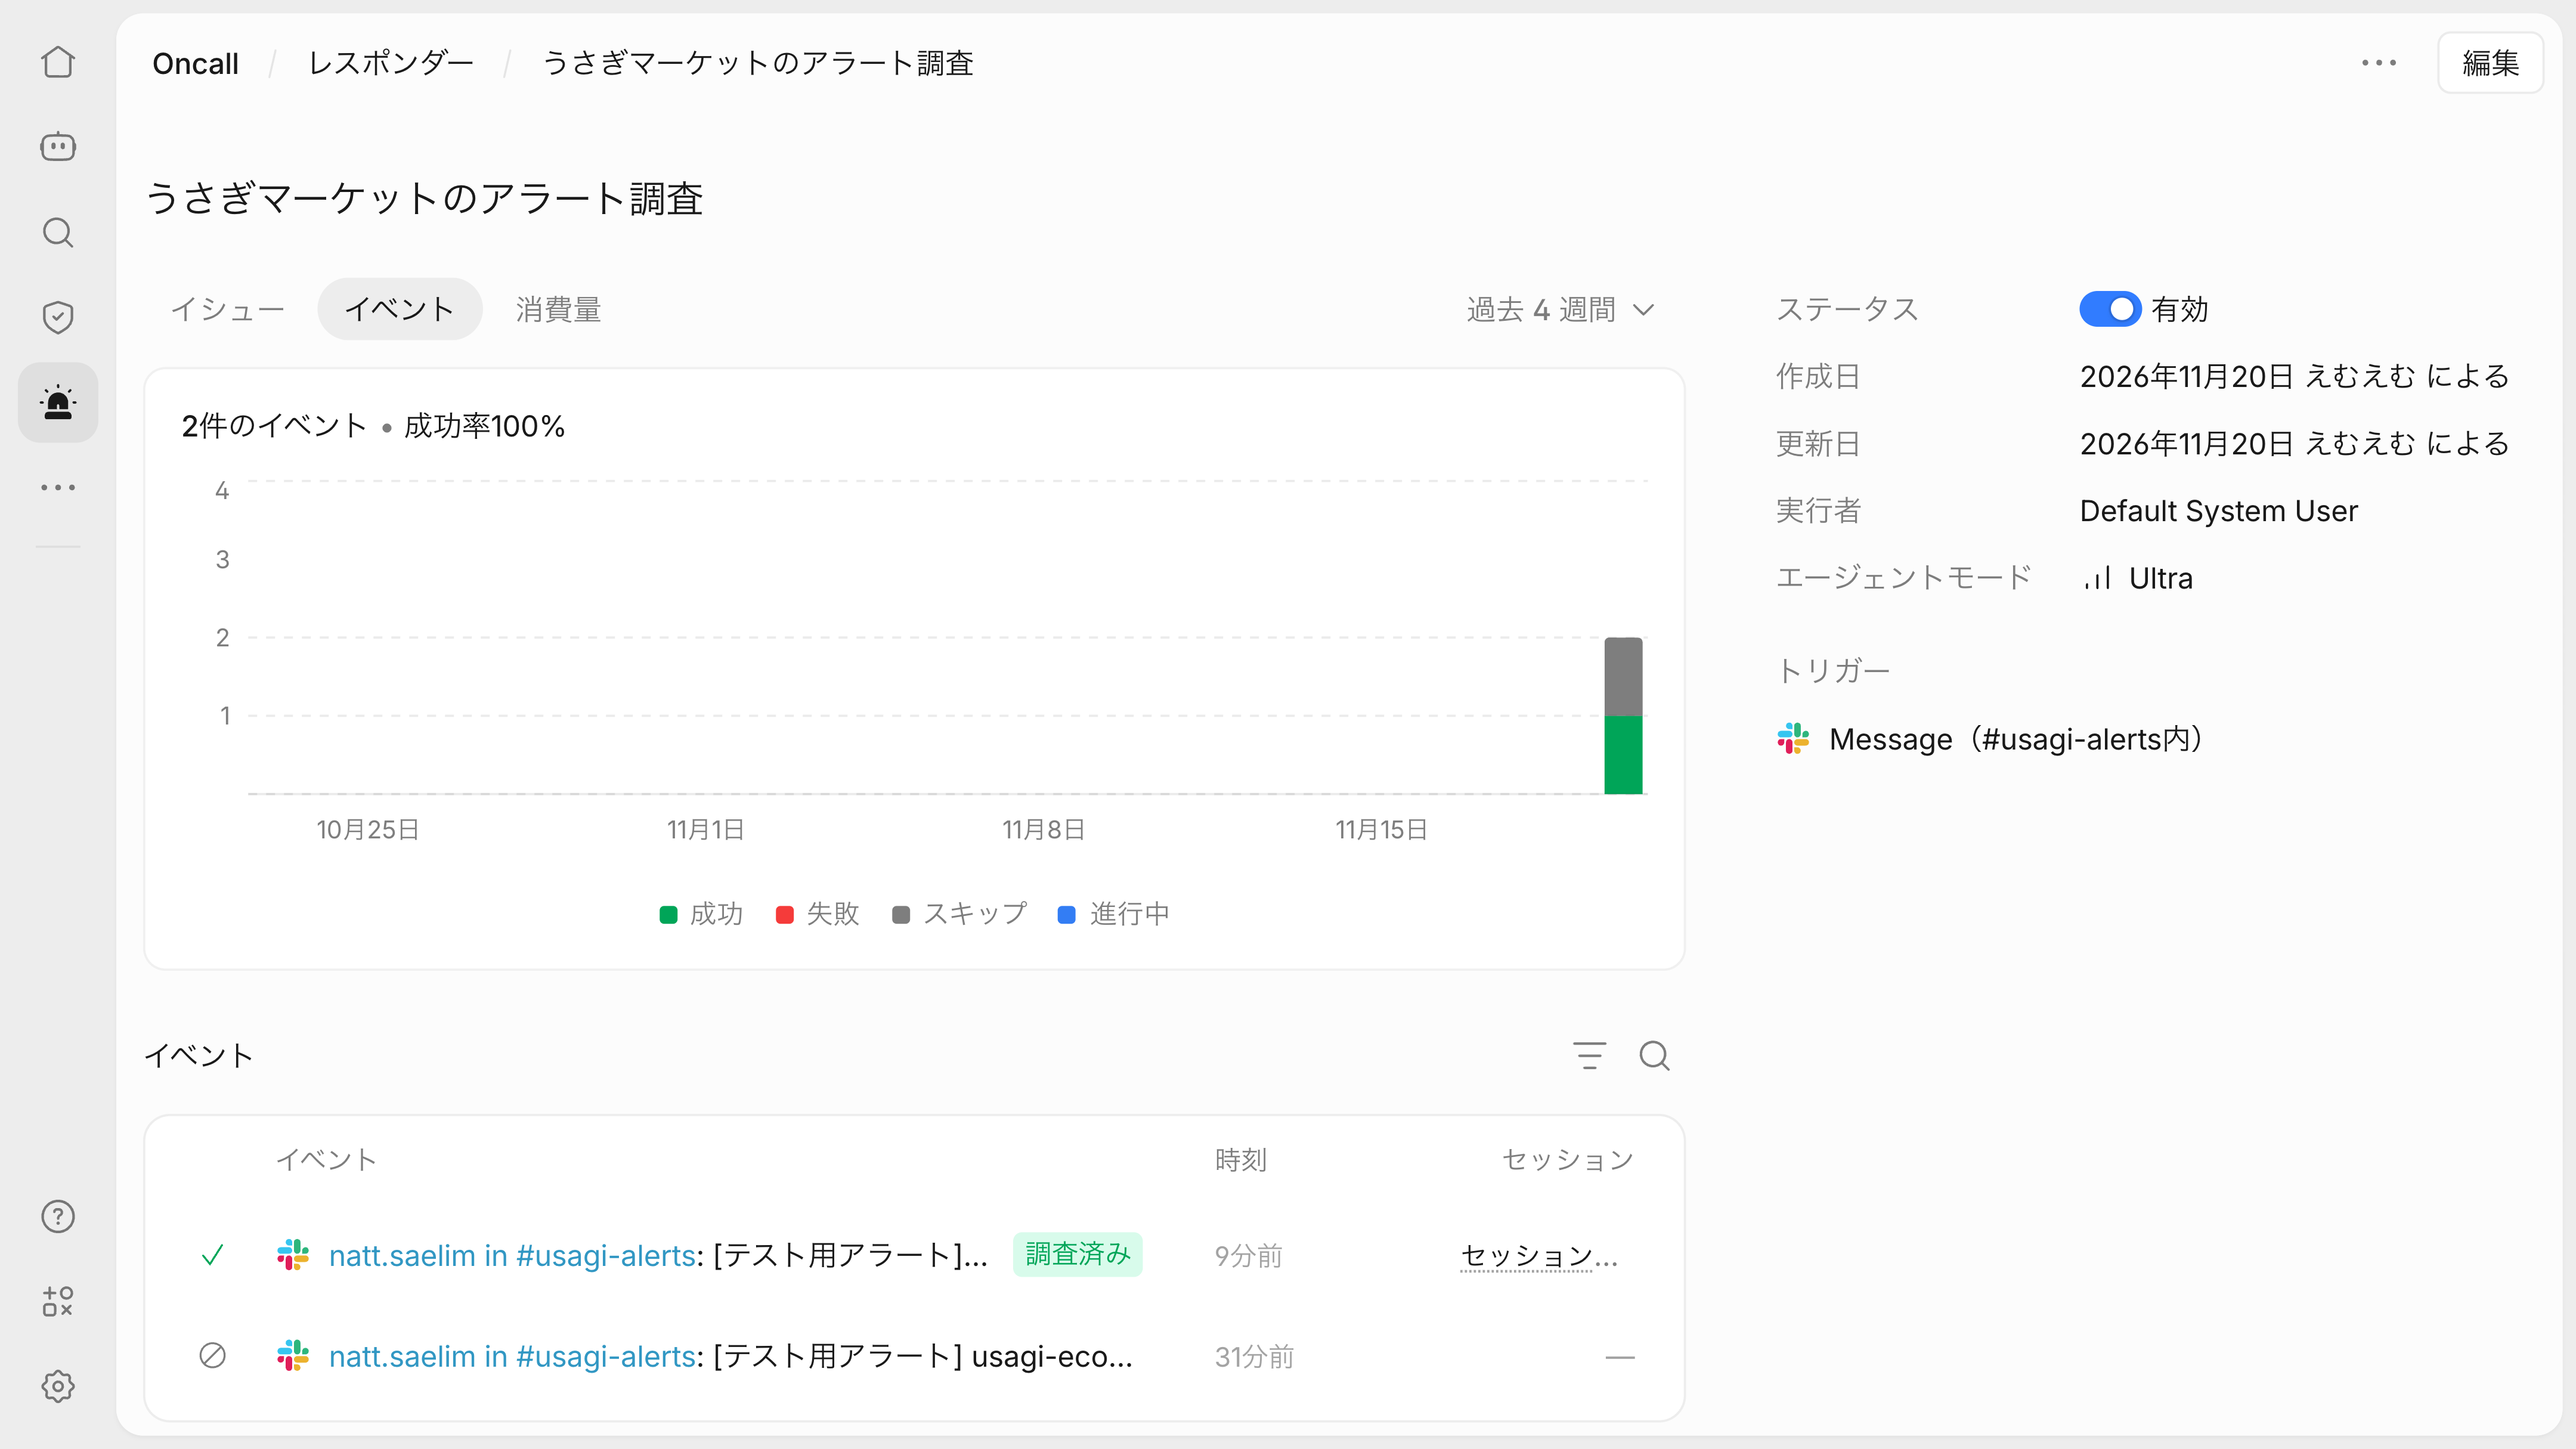 Oncall / レスポンダー / うさぎマーケットのアラート調査
編集
うさぎマーケットのアラート調査
イシュー イベント 消費量 過去 4 週間
2件のイベント • 成功率100%
4
3
2
1
10月25日 11月1日 11月8日 11月15日
成功 失敗 スキップ 進行中
イベント
イベント 時刻 セッション
natt.saelim in #usagi-alerts: [テスト用アラート]... 調査済み 9分前 セッション...
natt.saelim in #usagi-alerts: [テスト用アラート] usagi-eco... 31分前 —
ステータス 有効
作成日 2026年11月20日 えむえむ による
更新日 2026年11月20日 えむえむ による
実行者 Default System User
エージェントモード Ultra
トリガー
Message（#usagi-alerts内）